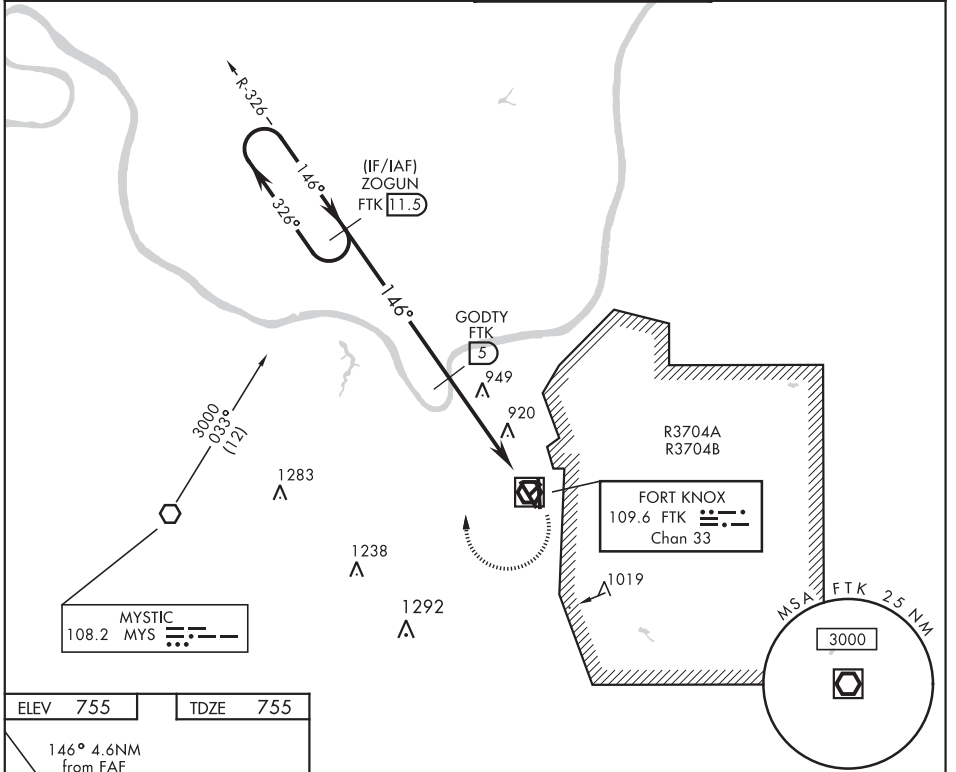 R-326
146°
326°
(IF/IAF)
ZOGUN
FTK 11.5
146°
GODTY
FTK
5
949
920
3000
033°
(12)
R3704A
R3704B
1283
FORT KNOX
109.6 FTK
Chan 33
1238
1019
1292
MYSTIC
108.2 MYS
MSA FTK 25 NM
3000
ELEV 755
TDZE 755
146° 4.6NM
from FAF